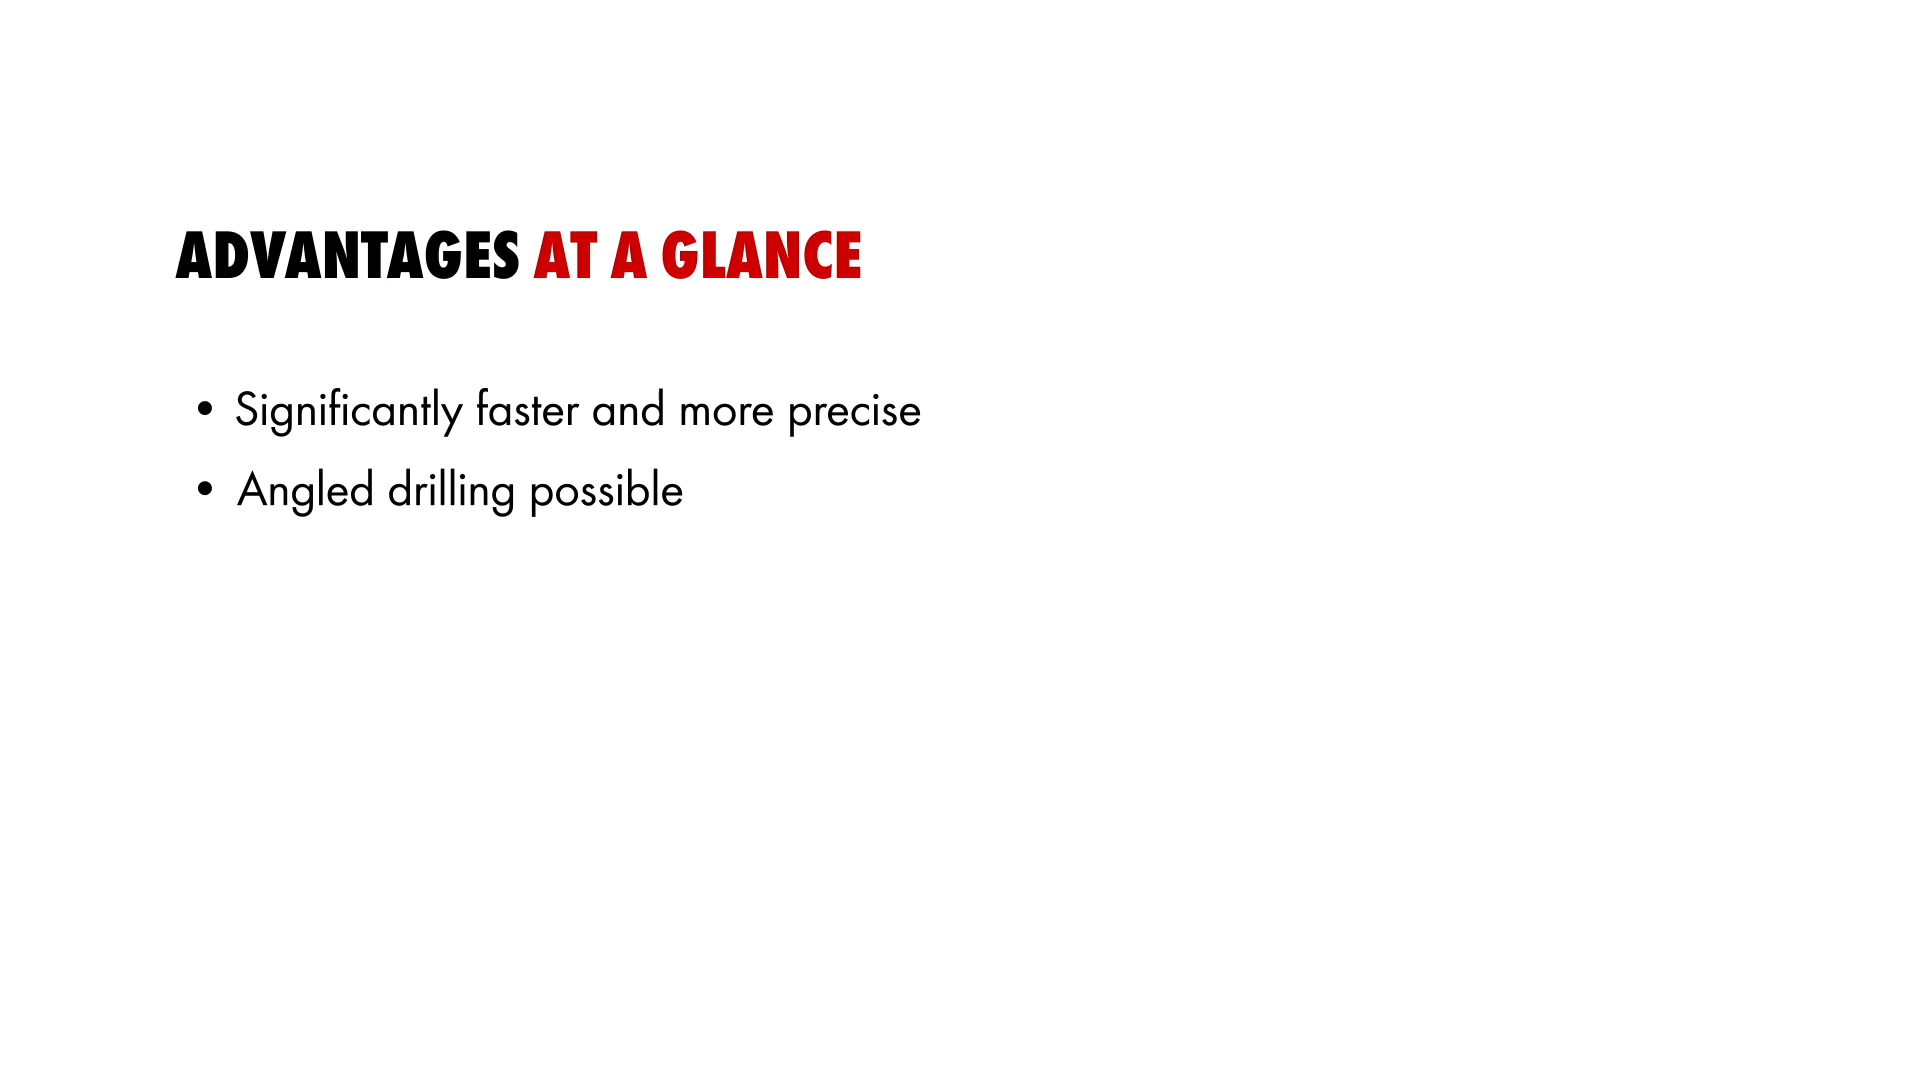 ADVANTAGES AT A GLANCE
• Significantly faster and more precise
• Angled drilling possible